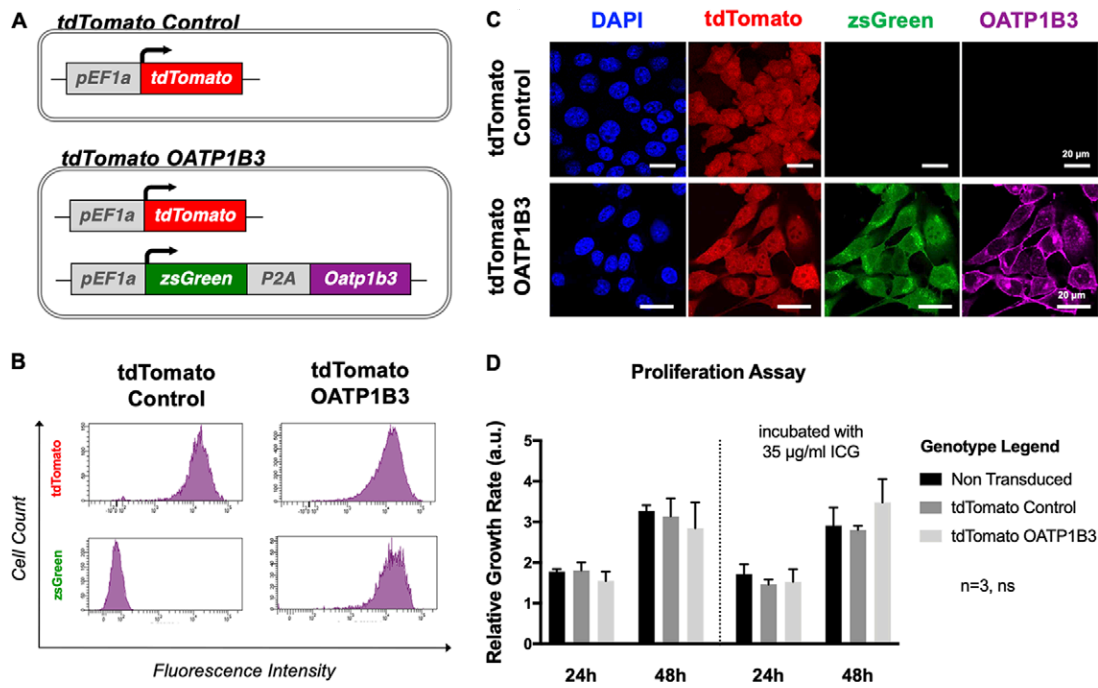 A
tdTomato Control
pEF1a
tdTomato
tdTomato OATP1B3
pEF1a
tdTomato
pEF1a
zsGreen
P2A
Oatp1b3
B
tdTomato
Control
tdTomato
OATP1B3
Cell Count
tdTomato
zsGreen
Fluorescence Intensity
C
DAPI
tdTomato
zsGreen
OATP1B3
tdTomato
Control
20 µm
tdTomato
OATP1B3
20 µm
D
Proliferation Assay
Relative Growth Rate (a.u.)
5
4
3
2
1
0
incubated with
35 µg/ml ICG
24h
48h
24h
48h
Genotype Legend
Non Transduced
tdTomato Control
tdTomato OATP1B3
n=3, ns